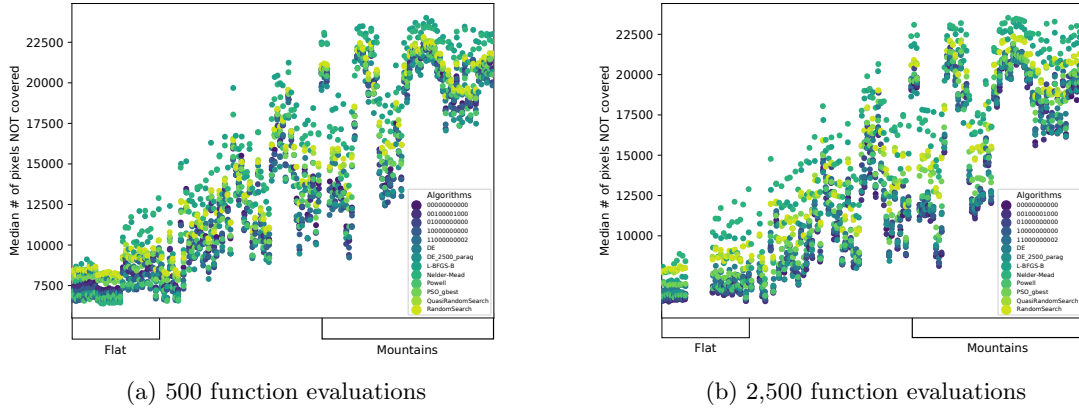 Median # of pixels NOT covered
22500
20000
17500
15000
12500
10000
7500
Algorithms
00000000000
00100001000
01000000000
10000000000
11000000002
DE
DE_2500_parag
L-BFGS-B
Nelder-Mead
Powell
PSO_gbest
QuasiRandomSearch
RandomSearch
Flat
Mountains
(a) 500 function evaluations
Median # of pixels NOT covered
22500
20000
17500
15000
12500
10000
Algorithms
00000000000
00100001000
01000000000
10000000000
11000000002
DE
DE_2500_parag
L-BFGS-B
Nelder-Mead
Powell
PSO_gbest
QuasiRandomSearch
RandomSearch
Flat
Mountains
(b) 2,500 function evaluations